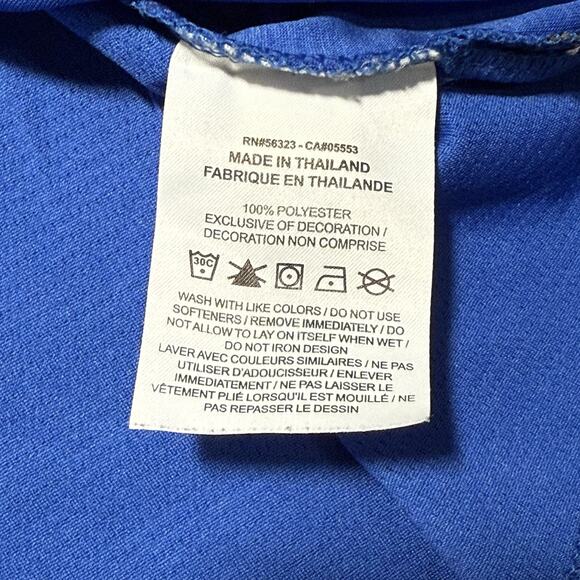 RN#56323 - CA#05553
MADE IN THAILAND
FABRIQUE EN THAILANDE
100% POLYESTER
EXCLUSIVE OF DECORATION /
DECORATION NON COMPRISE
30C
WASH WITH LIKE COLORS / DO NOT USE
SOFTENERS / REMOVE IMMEDIATELY / DO
NOT ALLOW TO LAY ON ITSELF WHEN WET /
DO NOT IRON DESIGN
LAVER AVEC COULEURS SIMILAIRES / NE PAS
UTILISER D'ADOUCISSEUR / ENLEVER
IMMEDIATEMENT / NE PAS LAISSER LE
VÊTEMENT PLIÉ LORSQU'IL EST MOUILLÉ / NE
PAS REPASSER LE DESSIN